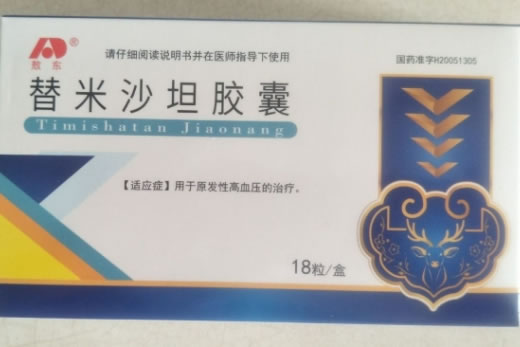 敖东
®
请仔细阅读说明书并在医师指导下使用
国药准字H20051305
替米沙坦胶囊
Timishatan Jiaonang
【适应症】用于原发性高血压的治疗。
18粒/盒